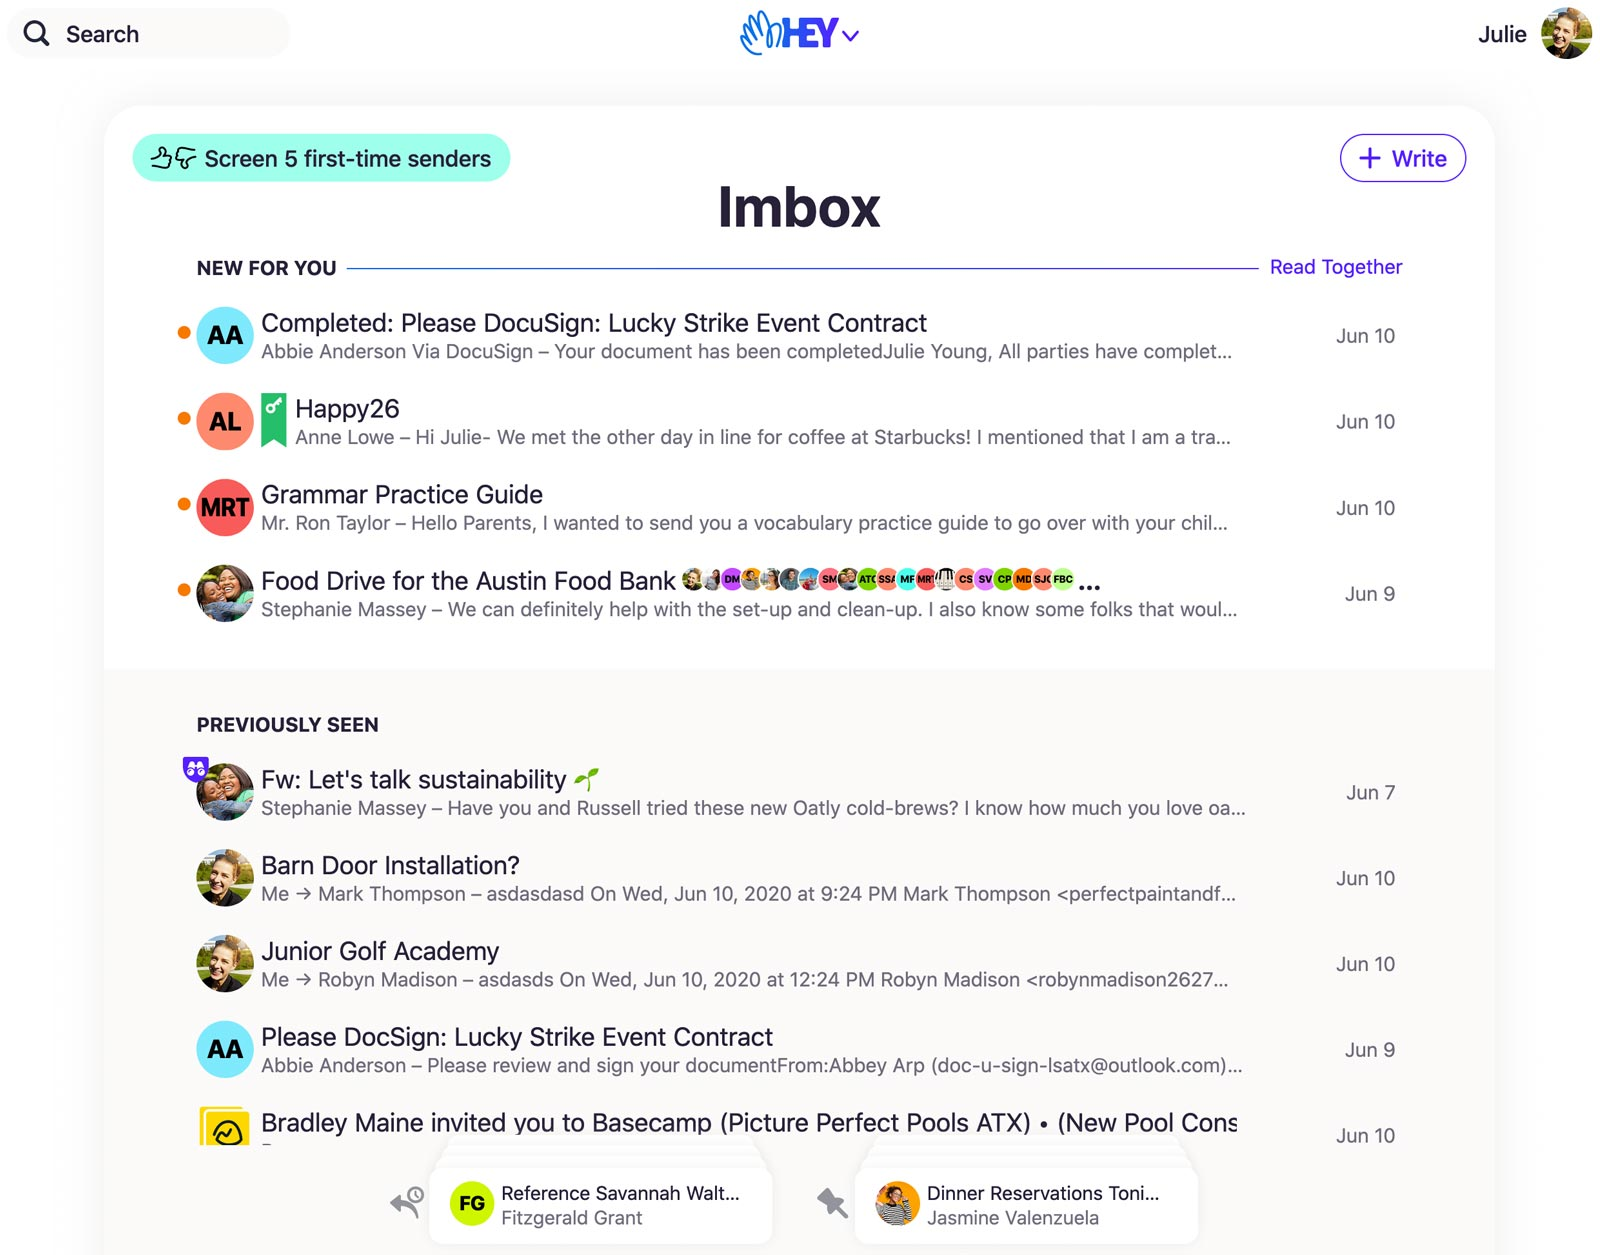 Search
HEY
Julie
Screen 5 first-time senders
+ Write
Imbox
NEW FOR YOU
Read Together
AA
Completed: Please DocuSign: Lucky Strike Event Contract
Abbie Anderson Via DocuSign – Your document has been completedJulie Young, All parties have complet...
Jun 10
AL
Happy26
Anne Lowe – Hi Julie- We met the other day in line for coffee at Starbucks! I mentioned that I am a tra...
Jun 10
MRT
Grammar Practice Guide
Mr. Ron Taylor – Hello Parents, I wanted to send you a vocabulary practice guide to go over with your chil...
Jun 10
Food Drive for the Austin Food Bank DM SM ATC SSA MF MRT CS SV CP MD SJC FBC ...
Stephanie Massey – We can definitely help with the set-up and clean-up. I also know some folks that woul...
Jun 9
PREVIOUSLY SEEN
Fw: Let's talk sustainability 🌱
Stephanie Massey – Have you and Russell tried these new Oatly cold-brews? I know how much you love oa...
Jun 7
Barn Door Installation?
Me → Mark Thompson – asdasdasd On Wed, Jun 10, 2020 at 9:24 PM Mark Thompson <perfectpaintandf...
Jun 10
Junior Golf Academy
Me → Robyn Madison – asdasds On Wed, Jun 10, 2020 at 12:24 PM Robyn Madison <robynmadison2627...
Jun 10
AA
Please DocSign: Lucky Strike Event Contract
Abbie Anderson – Please review and sign your documentFrom:Abbey Arp (doc-u-sign-lsatx@outlook.com)...
Jun 9
Bradley Maine invited you to Basecamp (Picture Perfect Pools ATX) • (New Pool Cons
Jun 10
FG
Reference Savannah Walt...
Fitzgerald Grant
Dinner Reservations Toni...
Jasmine Valenzuela